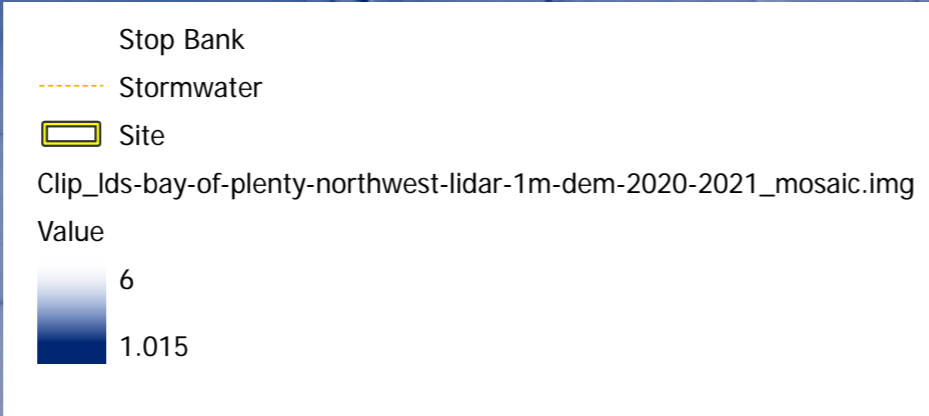 Stop Bank
Stormwater
Site
Clip_lds-bay-of-plenty-northwest-lidar-1m-dem-2020-2021_mosaic.img
Value
6
1.015